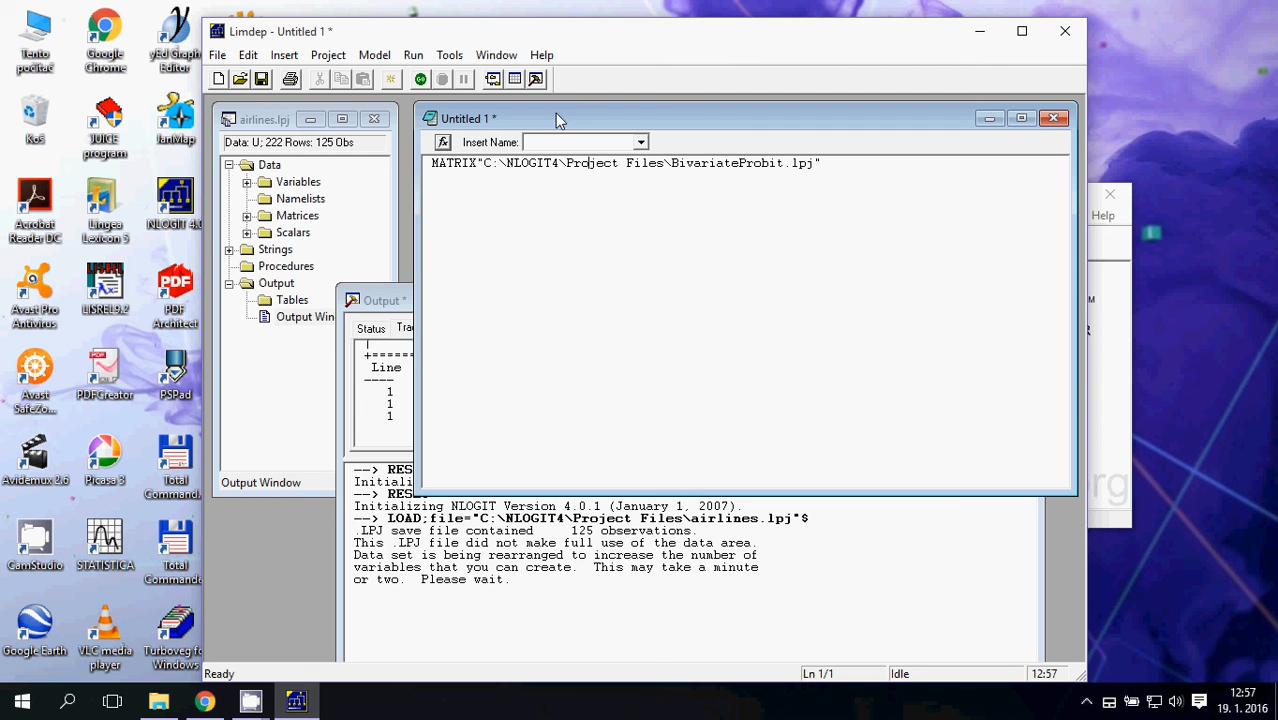 Tento
počítač
Google
Chrome
yEd Graph
Editor
Koš
JUICE
program
JanMap
Acrobat
Reader DC
Lingea
Lexicon 5
NLOGIT 4.0
Avast Pro
Antivirus
LISREL9.2
PDF
Architect
Avast
SafeZo...
PDFCreator
PSPad
Avidemux 2.6
Picasa 3
Total
Command...
CamStudio
STATISTICA
Total
Commande
Google Earth
VLC media
player
Turboveg fo
Windows
Limdep - Untitled 1 *
File Edit Insert Project Model Run Tools Window Help
airlines.lpj
Data: U; 222 Rows: 125 Obs
Data
Variables
Namelists
Matrices
Scalars
Strings
Procedures
Output
Tables
Output Win
Output Window
Untitled 1 *
fx Insert Name:
MATRIX"C:\NLOGIT4\Project Files\BivariateProbit.lpj"
Output *
Status Tra
Line
----
1
1
1
--> RES
Initiali
--> RES
Initializing NLOGIT Version 4.0.1 (January 1, 2007).
--> LOAD;file="C:\NLOGIT4\Project Files\airlines.lpj"$
.LPJ save file contained 125 observations.
This .LPJ file did not make full use of the data area.
Data set is being rearranged to increase the number of
variables that you can create. This may take a minute
or two. Please wait.
Help
M
org
Ready
Ln 1/1
Idle
12:57
12:57
19. 1. 2016